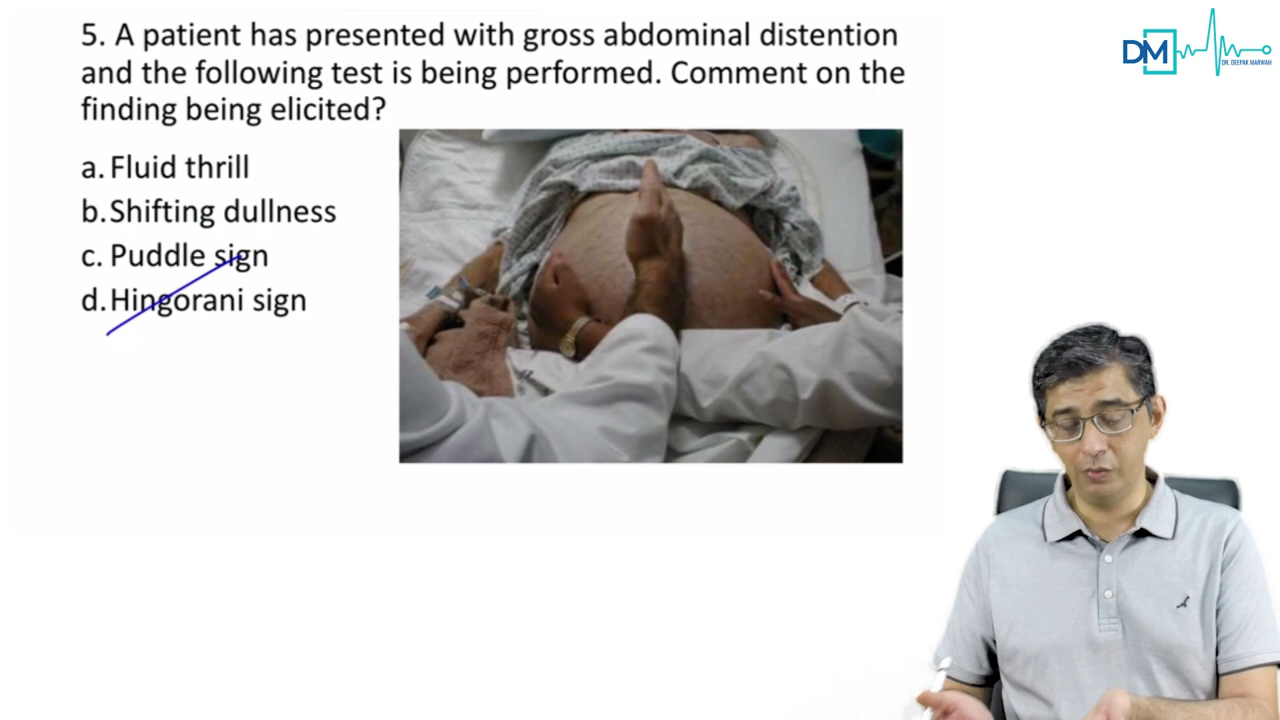 5. A patient has presented with gross abdominal distention
and the following test is being performed. Comment on the
finding being elicited?
a. Fluid thrill
b. Shifting dullness
c. Puddle sign
d. Hingorani sign
DM
DR. DEEPAK MARWAH